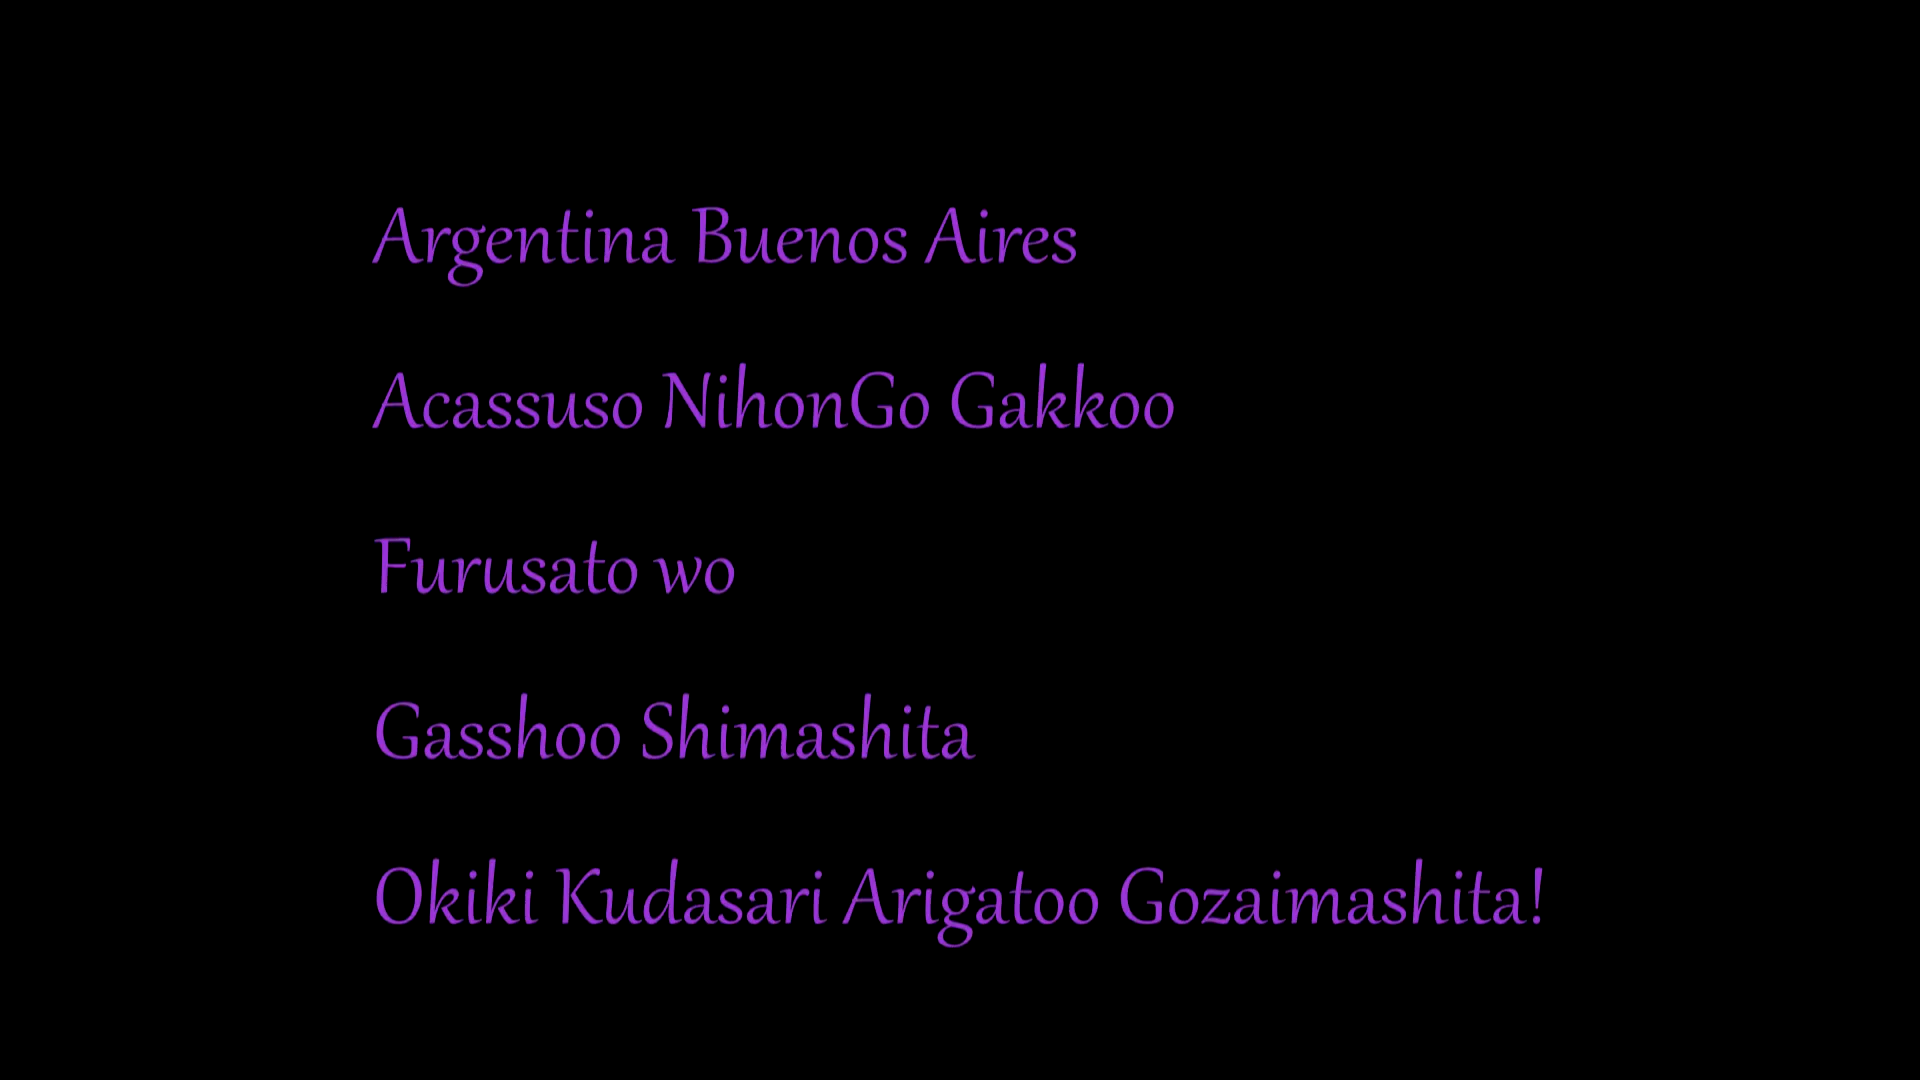 Argentina Buenos Aires
Acassuso NihonGo Gakkoo
Furusato wo
Gasshoo Shimashita
Okiki Kudasari Arigatoo Gozaimashita!